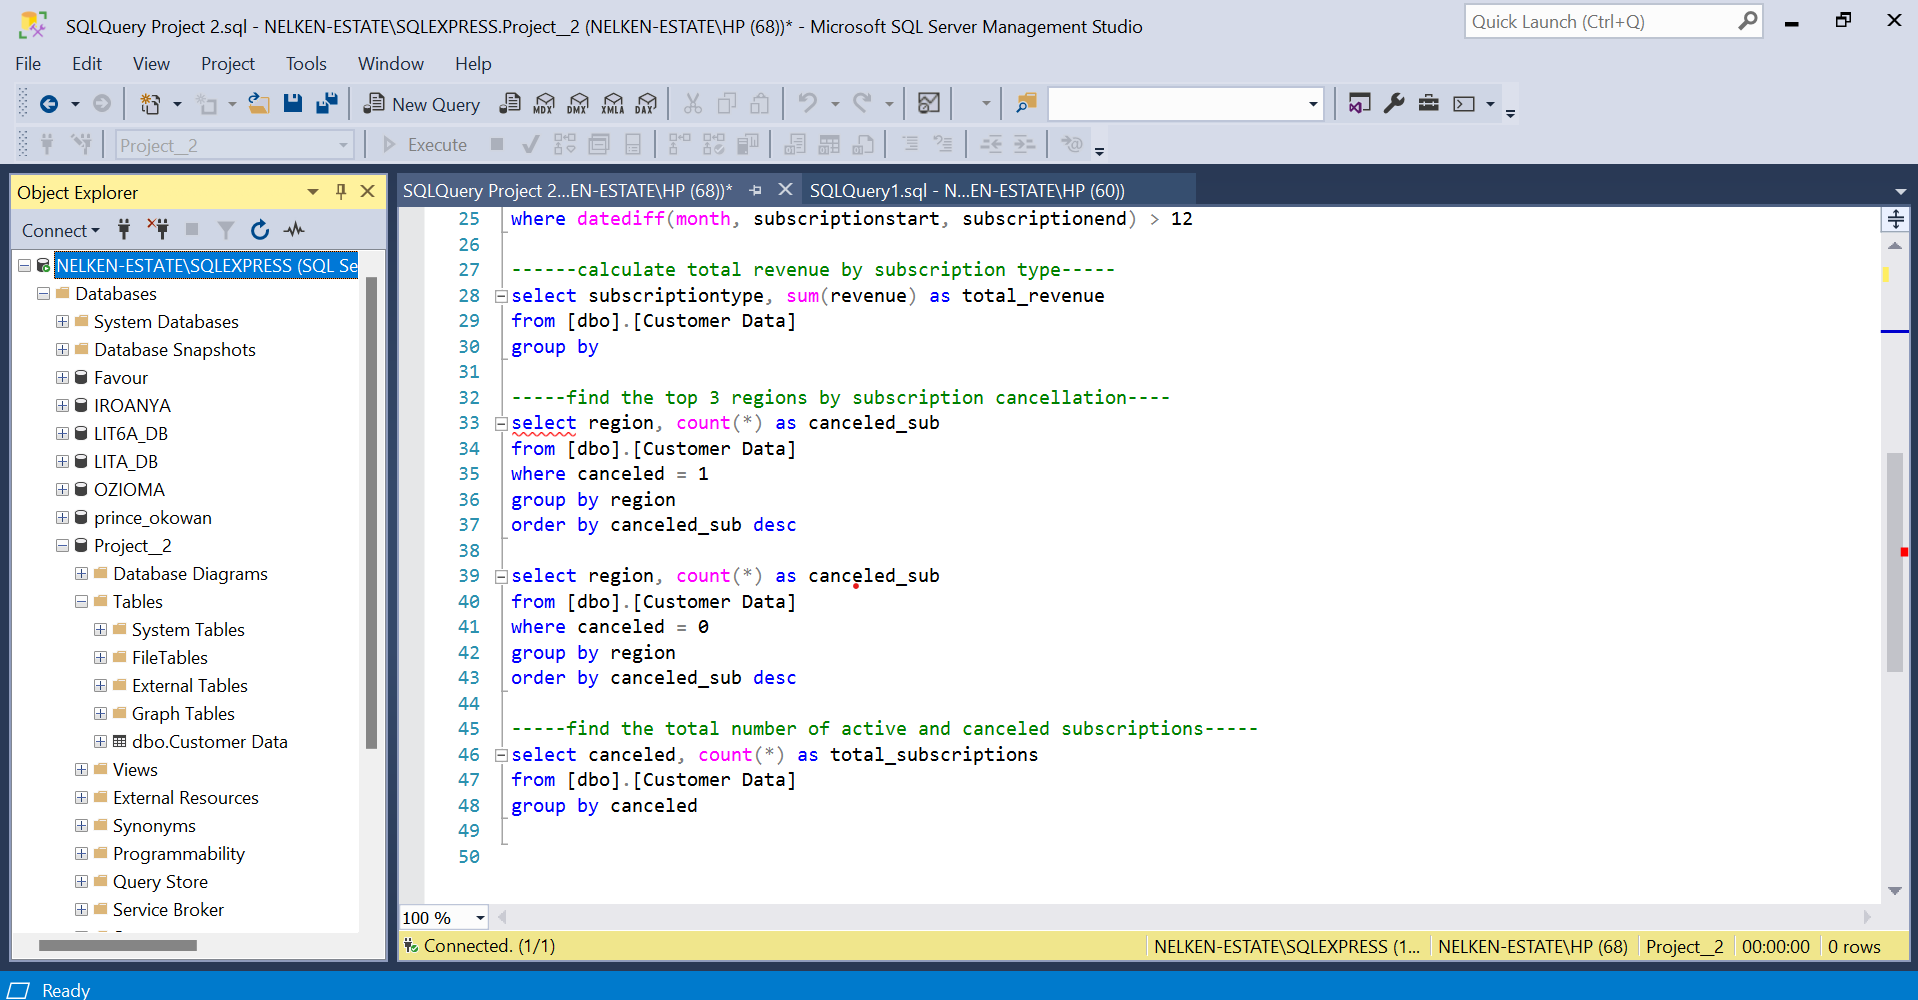 SQLQuery Project 2.sql - NELKEN-ESTATE\SQLEXPRESS.Project__2 (NELKEN-ESTATE\HP (68))* - Microsoft SQL Server Management Studio
Quick Launch (Ctrl+Q)
File Edit View Project Tools Window Help
New Query MDX DMX XMLA DAX
Project__2 Execute
Object Explorer
SQLQuery Project 2...EN-ESTATE\HP (68))* SQLQuery1.sql - N...EN-ESTATE\HP (60))
Connect
NELKEN-ESTATE\SQLEXPRESS (SQL Se
Databases
System Databases
Database Snapshots
Favour
IROANYA
LIT6A_DB
LITA_DB
OZIOMA
prince_okowan
Project__2
Database Diagrams
Tables
System Tables
FileTables
External Tables
Graph Tables
dbo.Customer Data
Views
External Resources
Synonyms
Programmability
Query Store
Service Broker
25 where datediff(month, subscriptionstart, subscriptionend) > 12
26
27 ------calculate total revenue by subscription type-----
28 select subscriptiontype, sum(revenue) as total_revenue
29 from [dbo].[Customer Data]
30 group by
31
32 -----find the top 3 regions by subscription cancellation----
33 select region, count(*) as canceled_sub
34 from [dbo].[Customer Data]
35 where canceled = 1
36 group by region
37 order by canceled_sub desc
38
39 select region, count(*) as canceled_sub
40 from [dbo].[Customer Data]
41 where canceled = 0
42 group by region
43 order by canceled_sub desc
44
45 -----find the total number of active and canceled subscriptions-----
46 select canceled, count(*) as total_subscriptions
47 from [dbo].[Customer Data]
48 group by canceled
49
50
100 %
Connected. (1/1) NELKEN-ESTATE\SQLEXPRESS (1... NELKEN-ESTATE\HP (68) Project__2 00:00:00 0 rows
Ready